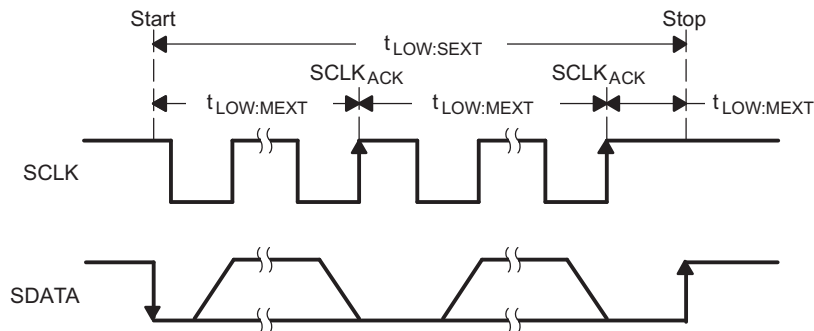 Start Stop
tLOW:SEXT
SCLKACK SCLKACK
tLOW:MEXT tLOW:MEXT tLOW:MEXT
SCLK
SDATA